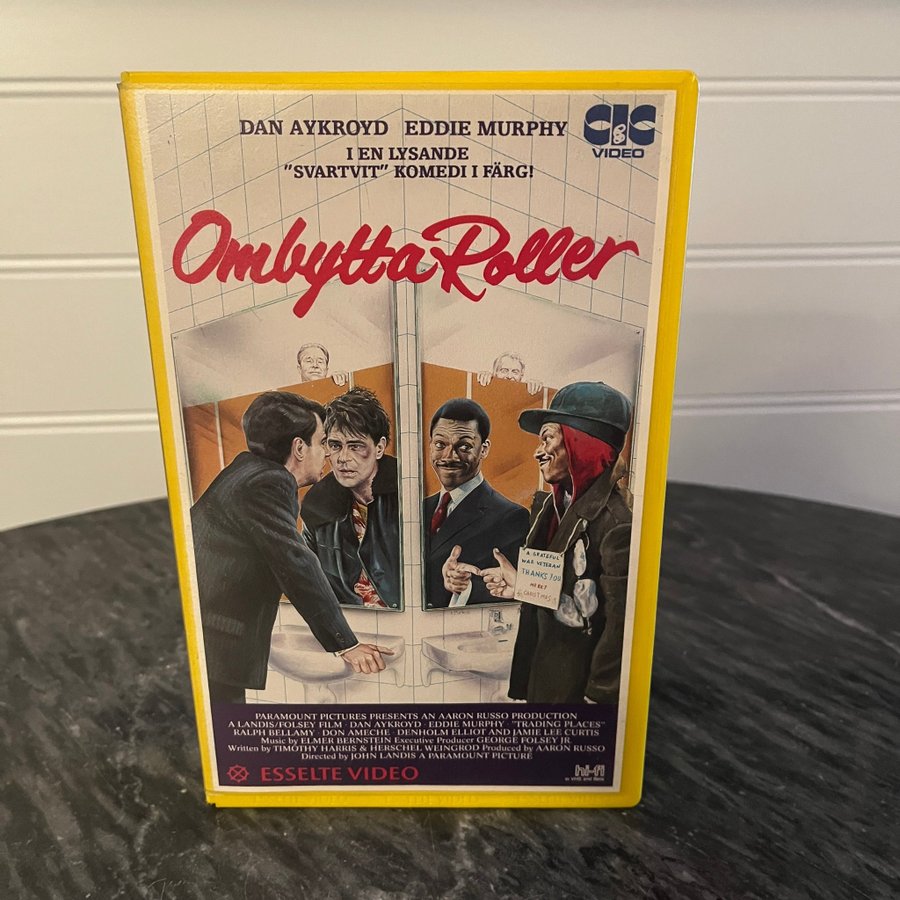 DAN AYKROYD EDDIE MURPHY
I EN LYSANDE
"SVARTVIT" KOMEDI I FÄRG!
CIC
&
VIDEO
Ombytta Roller
A GRATEFUL
WAR VETERAN
THANKS YOU
MERRY
CHRISTMAS
PARAMOUNT PICTURES PRESENTS AN AARON RUSSO PRODUCTION
A LANDIS/FOLSEY FILM · DAN AYKROYD · EDDIE MURPHY · "TRADING PLACES"
RALPH BELLAMY · DON AMECHE · DENHOLM ELLIOT AND JAMIE LEE CURTIS
Music by ELMER BERNSTEIN Executive Producer GEORGE FOLSEY JR.
Written by TIMOTHY HARRIS & HERSCHEL WEINGROD Produced by AARON RUSSO
Directed by JOHN LANDIS A PARAMOUNT PICTURE
ESSELTE VIDEO
hi-fi